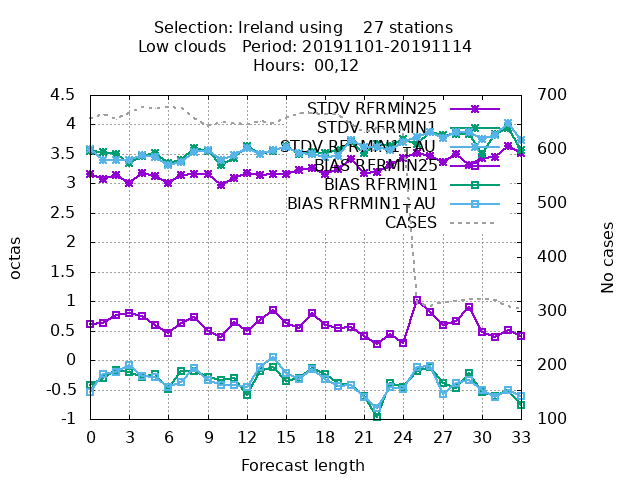 Selection: Ireland using    27 stations
Low clouds   Period: 20191101-20191114
Hours:  00,12
STDV RFRMIN25
STDV RFRMIN1
STDV RFRMIN1_AU
BIAS RFRMIN25
BIAS RFRMIN1
BIAS RFRMIN1_AU
CASES
octas
4.5
4
3.5
3
2.5
2
1.5
1
0.5
0
-0.5
-1
No cases
700
600
500
400
300
200
100
0 3 6 9 12 15 18 21 24 27 30 33
Forecast length